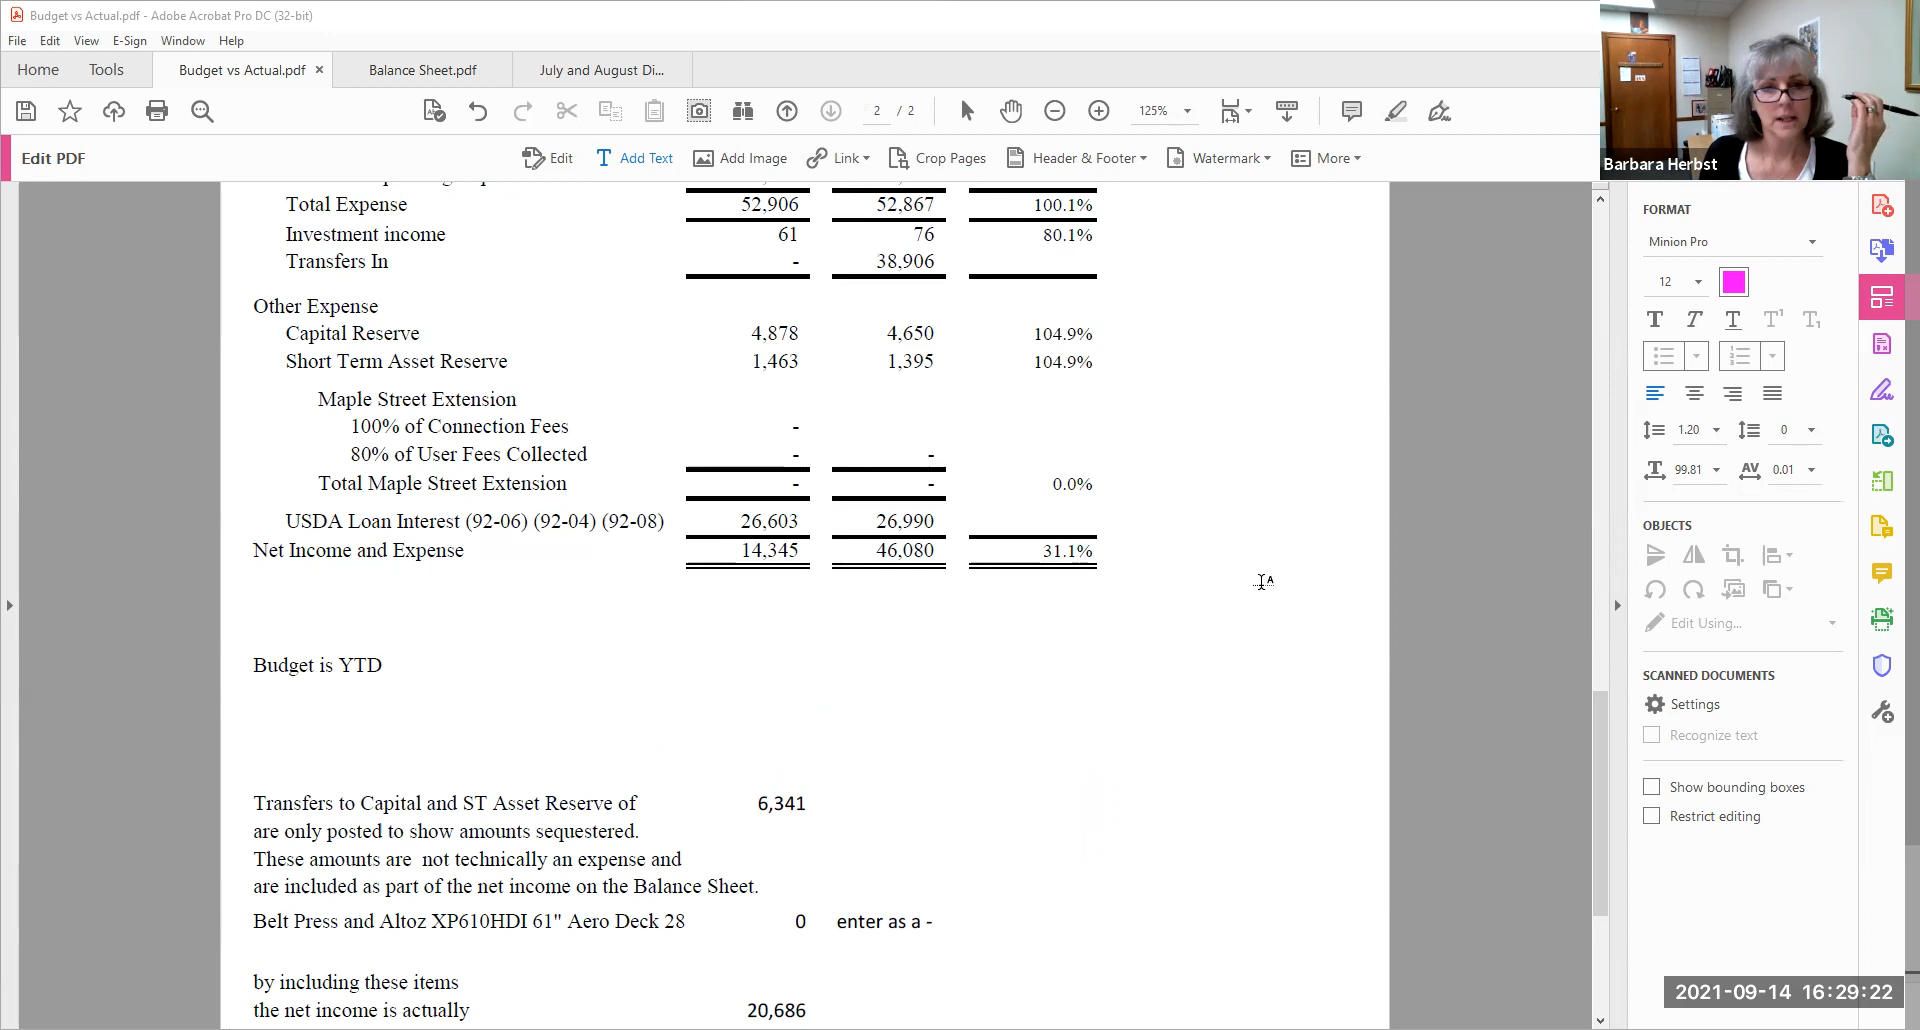 Budget vs Actual.pdf - Adobe Acrobat Pro DC (32-bit)
File Edit View E-Sign Window Help
Home Tools Budget vs Actual.pdf × Balance Sheet.pdf July and August Di...
2 / 2 125%
Edit PDF Edit Add Text Add Image Link Crop Pages Header & Footer Watermark More
Barbara Herbst
Total Expense 52,906 52,867 100.1%
Investment income 61 76 80.1%
Transfers In - 38,906
Other Expense
Capital Reserve 4,878 4,650 104.9%
Short Term Asset Reserve 1,463 1,395 104.9%
Maple Street Extension
100% of Connection Fees -
80% of User Fees Collected - -
Total Maple Street Extension - - 0.0%
USDA Loan Interest (92-06) (92-04) (92-08) 26,603 26,990
Net Income and Expense 14,345 46,080 31.1%
Budget is YTD
Transfers to Capital and ST Asset Reserve of 6,341
are only posted to show amounts sequestered.
These amounts are not technically an expense and
are included as part of the net income on the Balance Sheet.
Belt Press and Altoz XP610HDI 61" Aero Deck 28 0 enter as a -
by including these items
the net income is actually 20,686
FORMAT
Minion Pro
12
1.20 0
99.81 0.01
OBJECTS
Edit Using...
SCANNED DOCUMENTS
Settings
Recognize text
Show bounding boxes
Restrict editing
2021-09-14 16:29:22